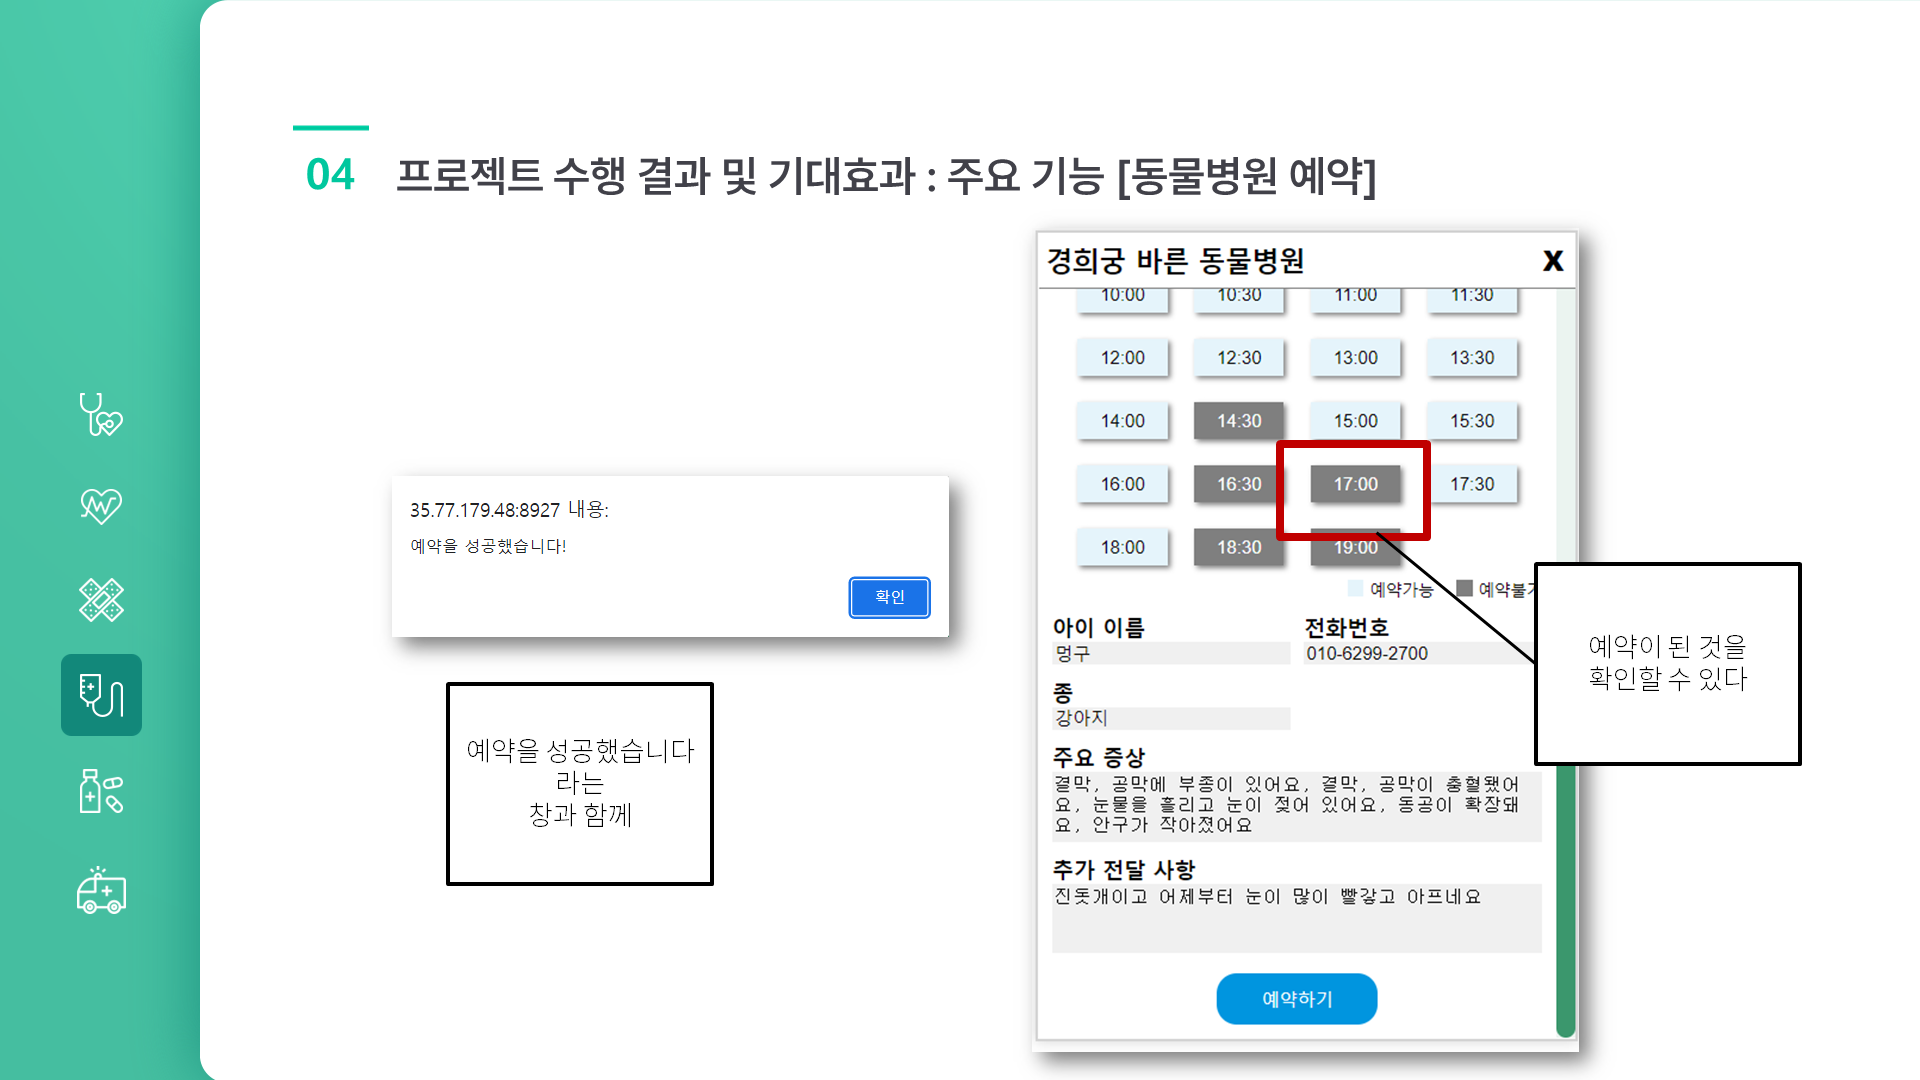 04 프로젝트 수행 결과 및 기대효과 : 주요 기능 [동물병원 예약]
35.77.179.48:8927 내용:
예약을 성공했습니다!
확인
예약을 성공했습니다
라는
창과 함께
경희궁 바른 동물병원 X
10:00 10:30 11:00 11:30
12:00 12:30 13:00 13:30
14:00 14:30 15:00 15:30
16:00 16:30 17:00 17:30
18:00 18:30 19:00
예약가능 예약불
아이 이름 전화번호
멍구 010-6299-2700
종
강아지
주요 증상
결막, 공막에 부종이 있어요, 결막, 공막이 충혈됐어
요, 눈물을 흘리고 눈이 젖어 있어요, 동공이 확장돼
요, 안구가 작아졌어요
추가 전달 사항
진돗개이고 어제부터 눈이 많이 빨갛고 아프네요
예약하기
예약이 된 것을
확인할 수 있다